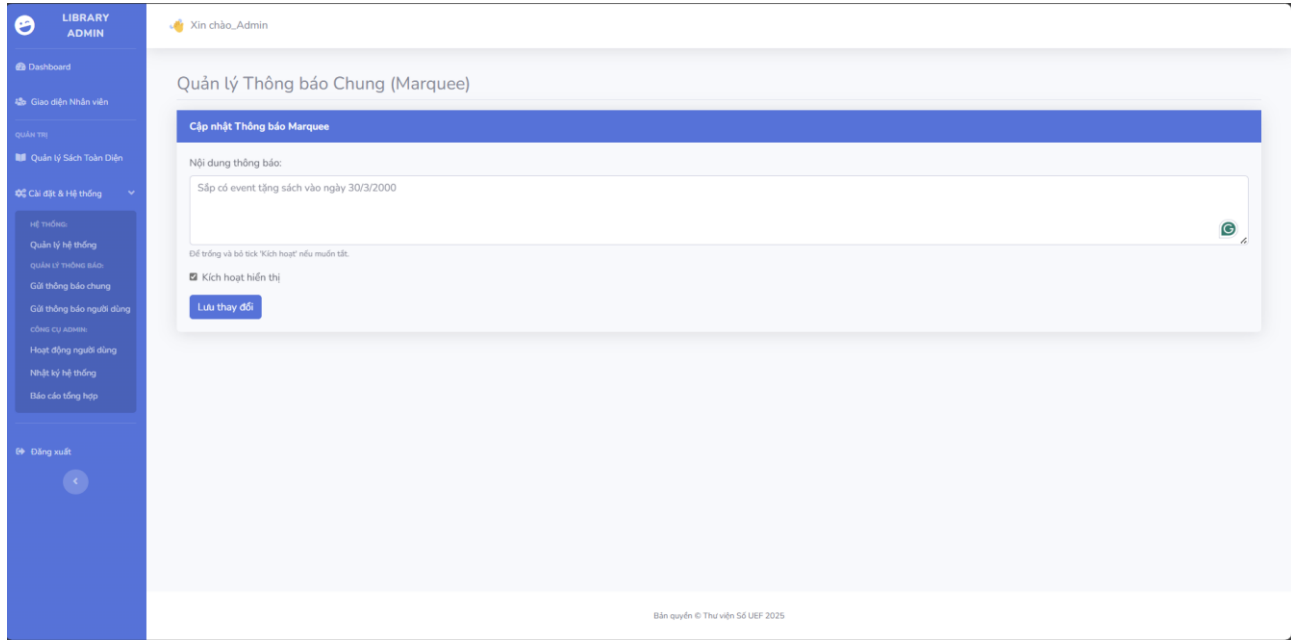 LIBRARY
ADMIN
Xin chào_Admin
Dashboard
Giao diện Nhân viên
QUẢN TRỊ
Quản lý Sách Toàn Diện
Cài đặt & Hệ thống
HỆ THỐNG:
Quản lý hệ thống
QUẢN LÝ THÔNG BÁO:
Gửi thông báo chung
Gửi thông báo người dùng
CÔNG CỤ ADMIN:
Hoạt động người dùng
Nhật ký hệ thống
Báo cáo tổng hợp
Đăng xuất
Quản lý Thông báo Chung (Marquee)
Cập nhật Thông báo Marquee
Nội dung thông báo:
Sắp có event tặng sách vào ngày 30/3/2000
Để trống và bỏ tick 'Kích hoạt' nếu muốn tắt.
Kích hoạt hiển thị
Lưu thay đổi
Bản quyền © Thư viện Số UEF 2025